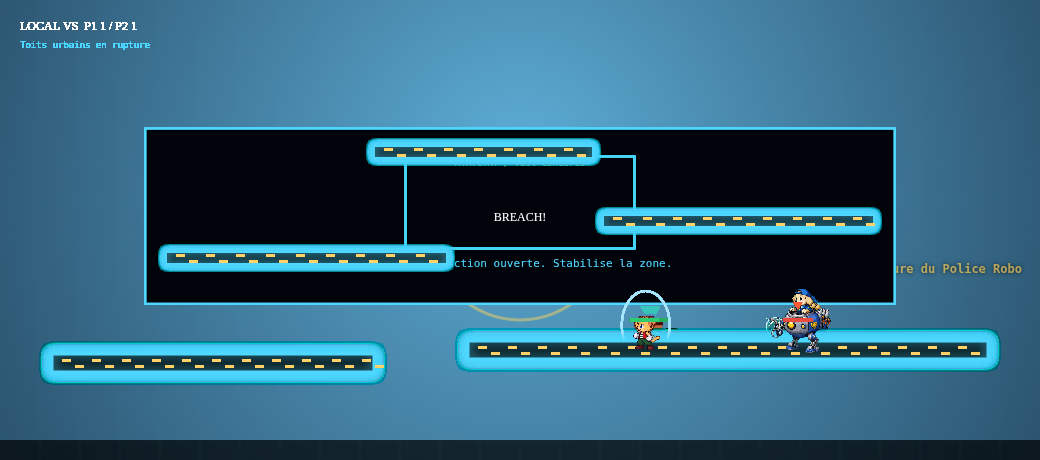 LOCAL VS P1 1 / P2 1
Toits urbains en rupture
BREACH!
ction ouverte. Stabilise la zone.
ure du Police Robo